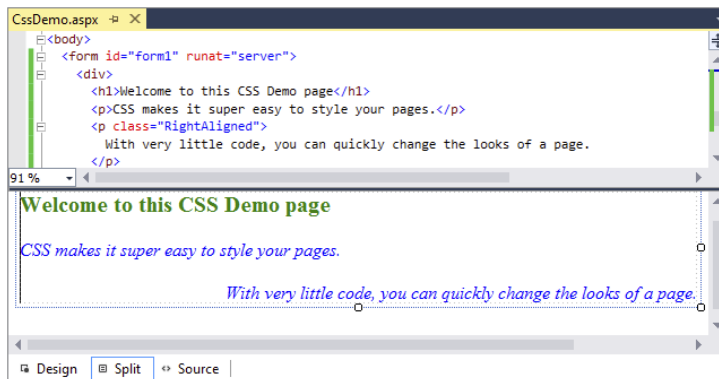 CssDemo.aspx
<body>
<form id="form1" runat="server">
<div>
<h1>Welcome to this CSS Demo page</h1>
<p>CSS makes it super easy to style your pages.</p>
<p class="RightAligned">
With very little code, you can quickly change the looks of a page.
</p>
91 %
Welcome to this CSS Demo page
CSS makes it super easy to style your pages.
With very little code, you can quickly change the looks of a page.
Design Split Source